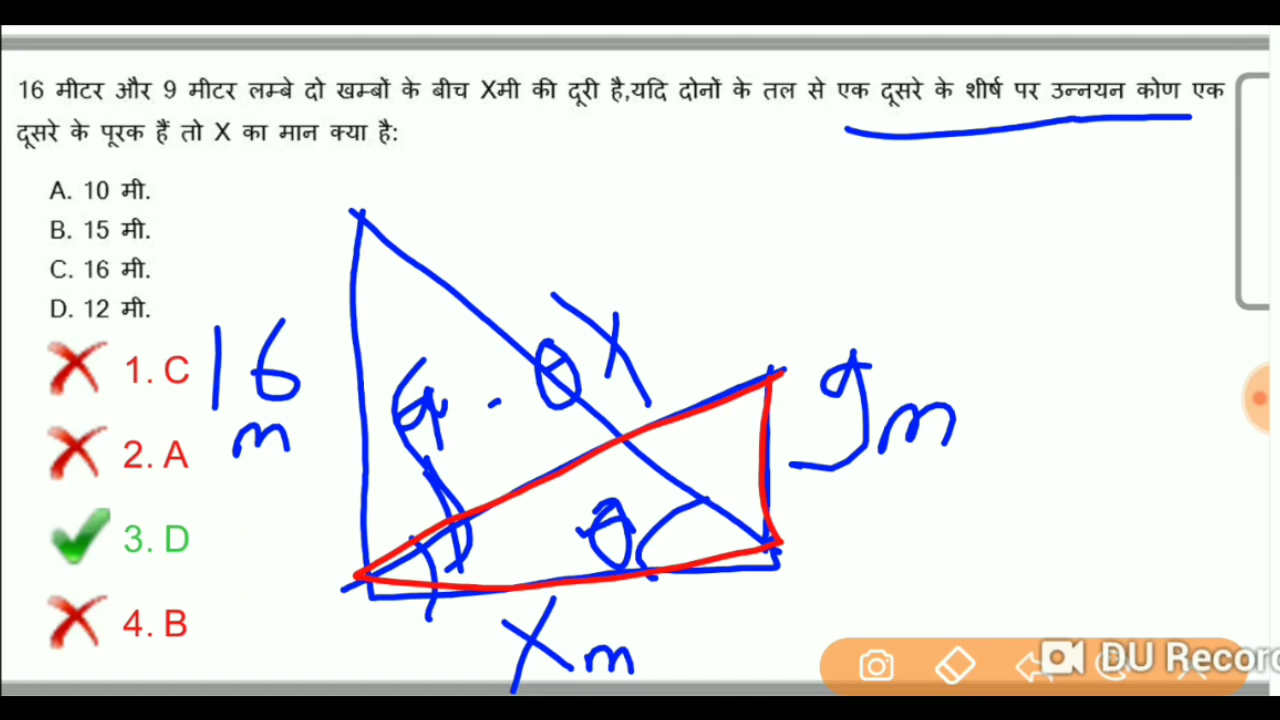 16 मीटर और 9 मीटर लम्बे दो खम्बों के बीच Xमी की दूरी है,यदि दोनों के तल से एक दूसरे के शीर्ष पर उन्नयन कोण एक
दूसरे के पूरक हैं तो X का मान क्या है:
A. 10 मी.
B. 15 मी.
C. 16 मी.
D. 12 मी.
1. C
2. A
3. D
4. B
16
m
θ
X
9m
θ
Xm
DU Record